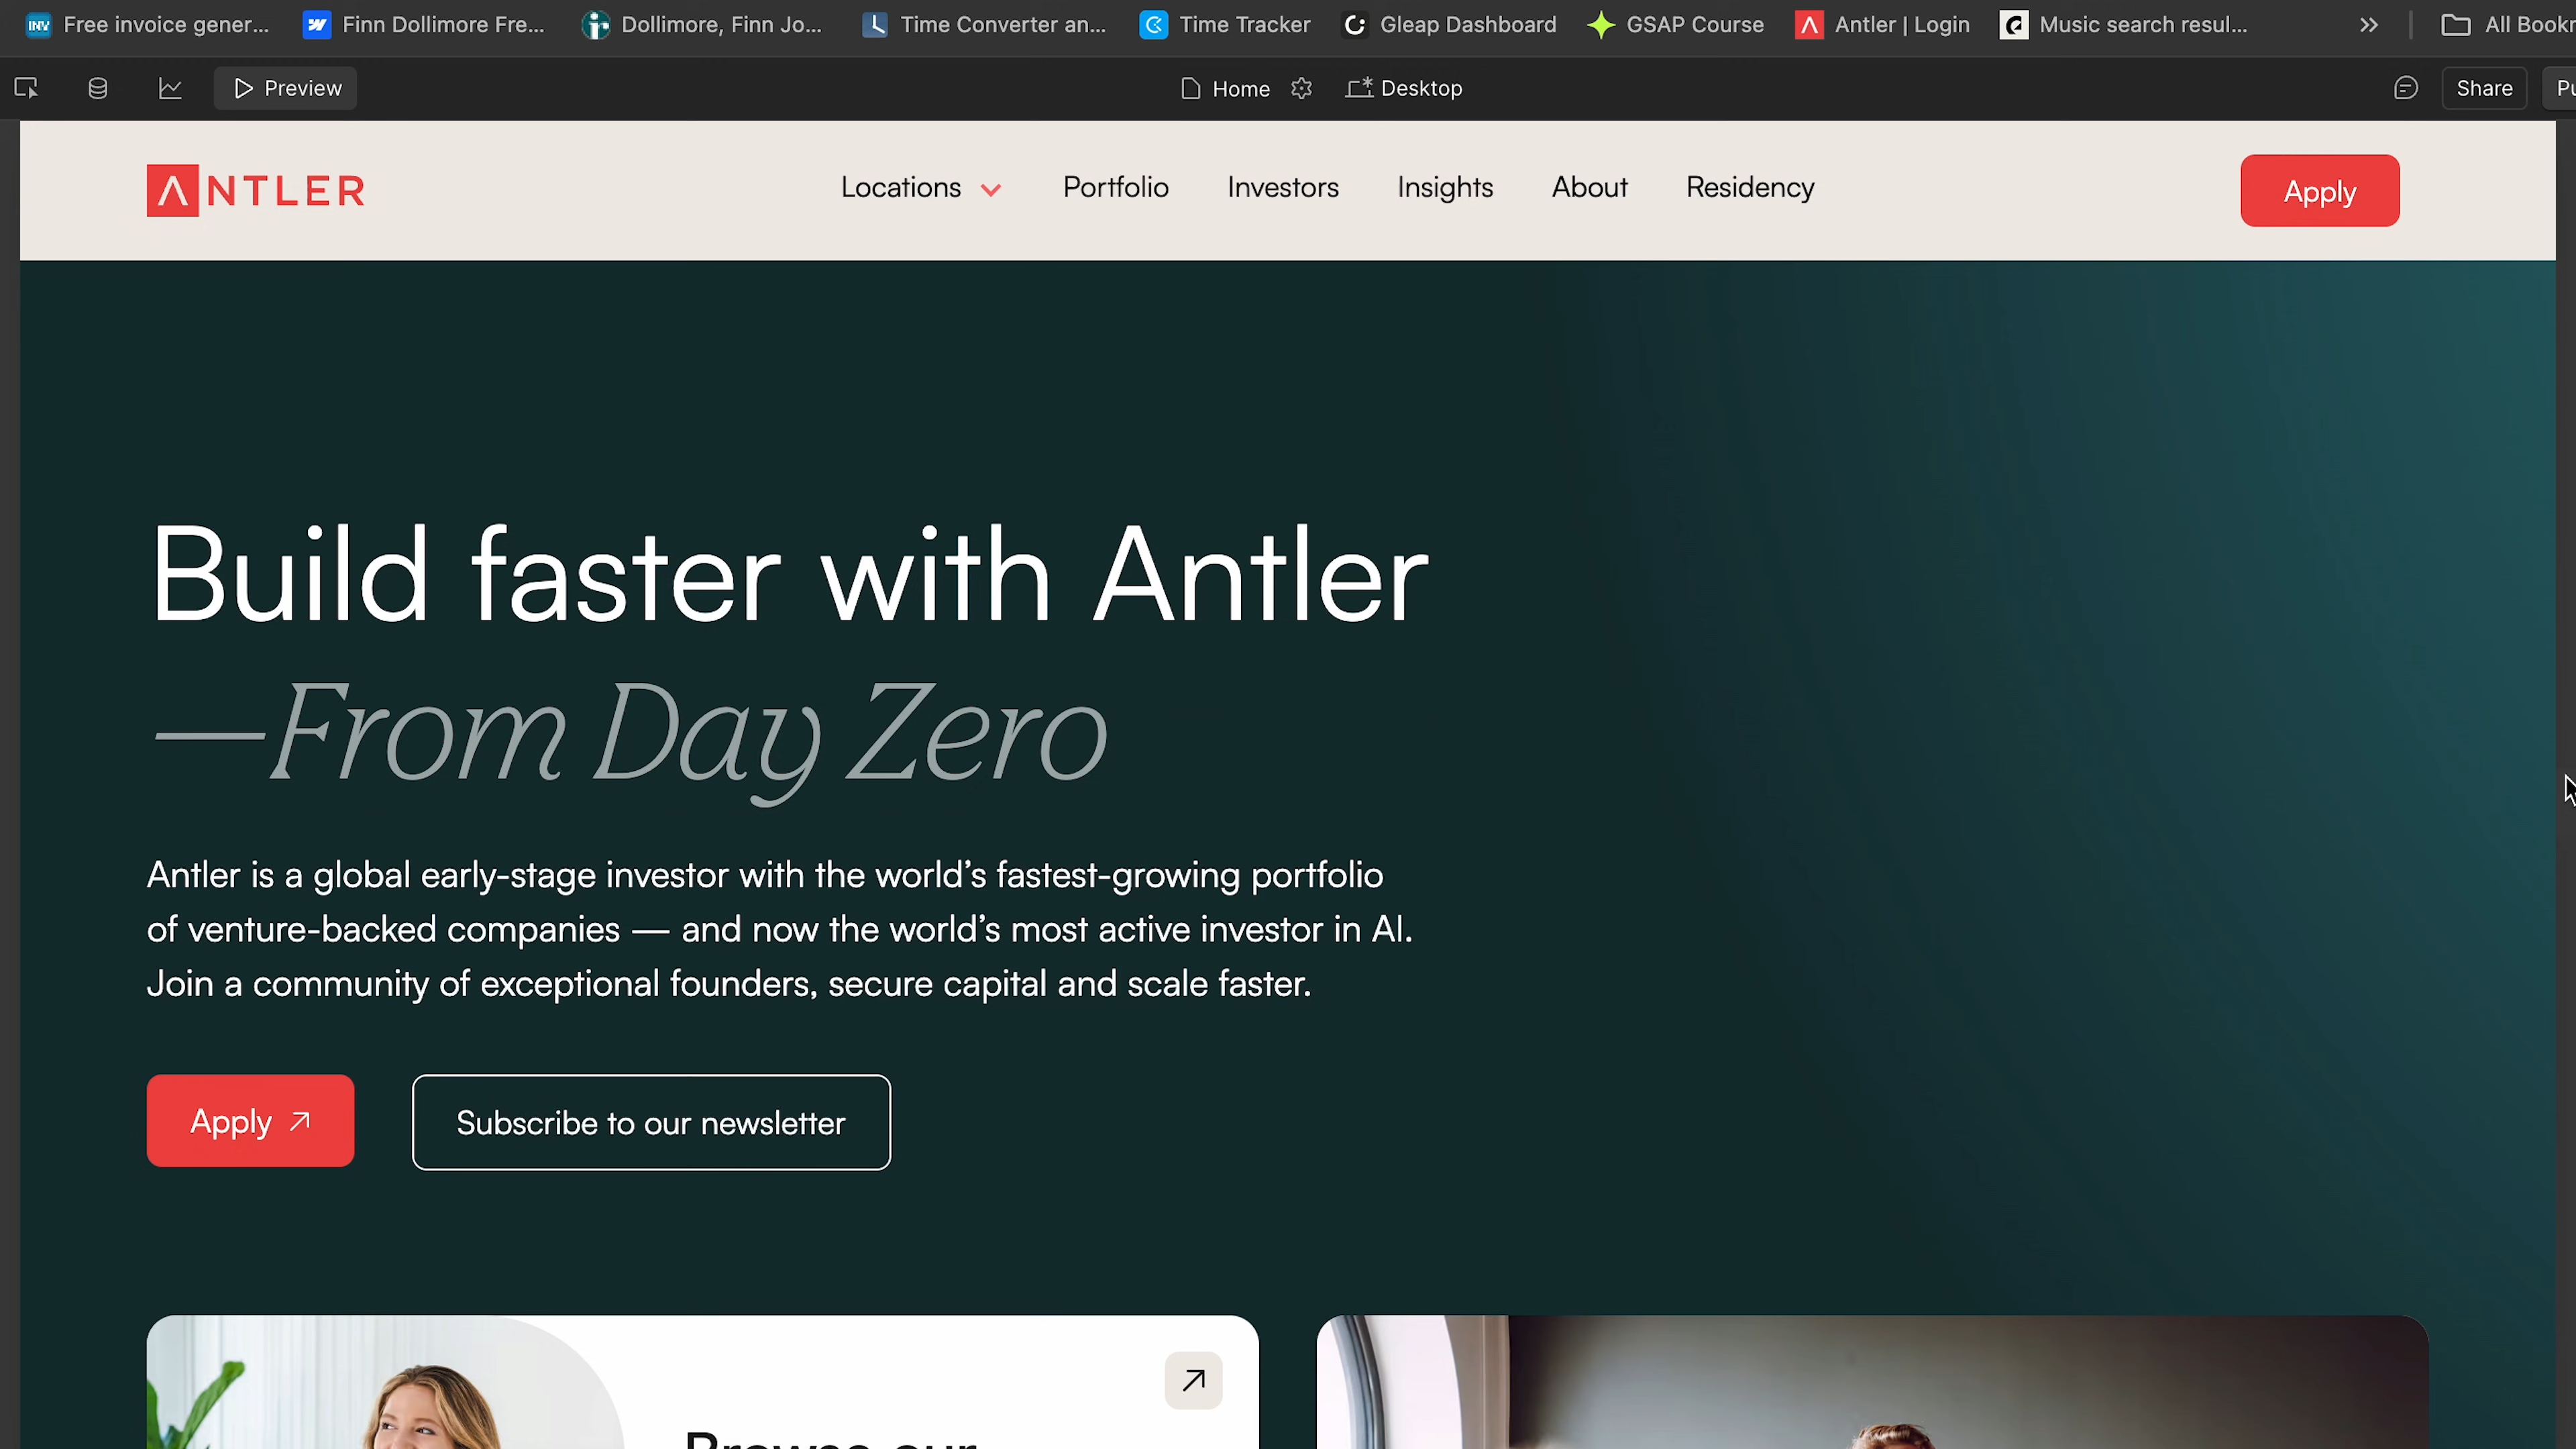 INV Free invoice gener...
Finn Dollimore Fre...
Dollimore, Finn Jo...
Time Converter an...
Time Tracker
Gleap Dashboard
GSAP Course
Antler | Login
Music search resul...
Preview
Home
Desktop
Share
ANTLER
Locations
Portfolio
Investors
Insights
About
Residency
Apply
Build faster with Antler
—From Day Zero
Antler is a global early-stage investor with the world’s fastest-growing portfolio
of venture-backed companies — and now the world’s most active investor in AI.
Join a community of exceptional founders, secure capital and scale faster.
Apply
Subscribe to our newsletter
Browse our